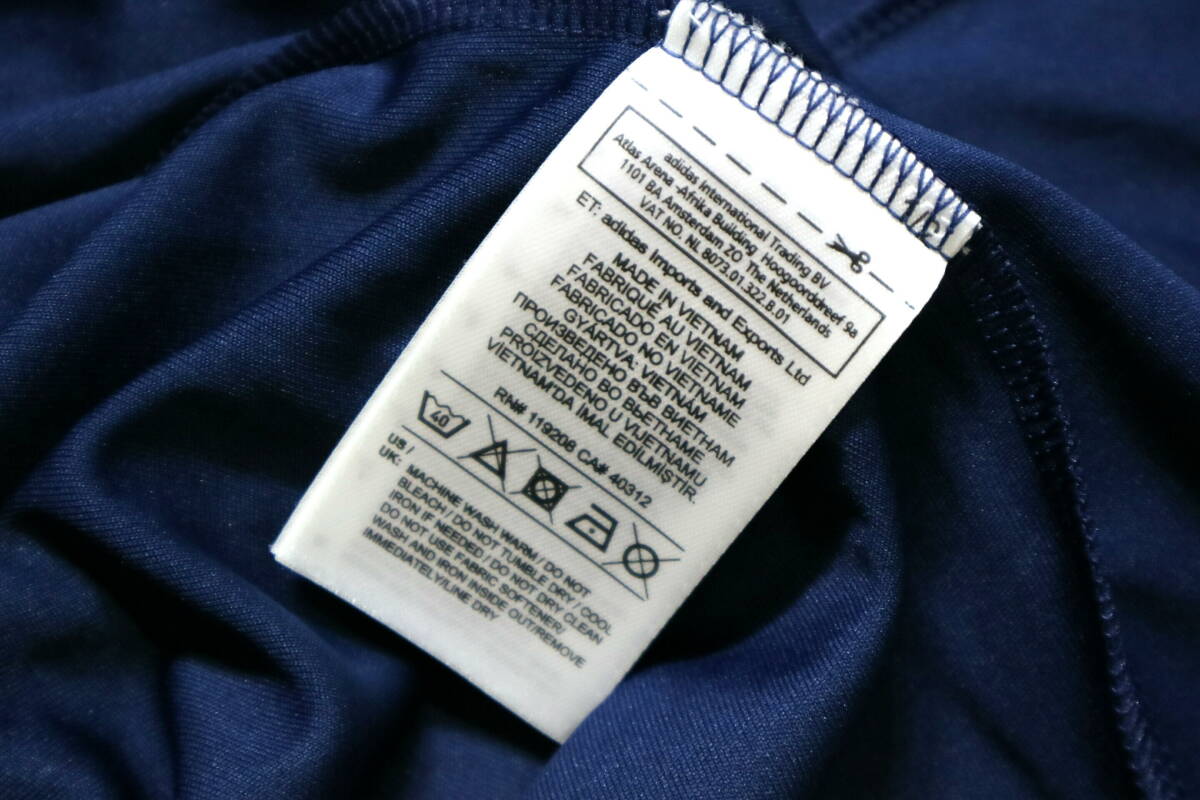 adidas International Trading BV
Atlas Arena -Afrika Building Hoogoorddreef 9a
1101 BA Amsterdam ZO The Netherlands
VAT NO. NL 8073.01.322.B.01
ET: adidas Imports and Exports Ltd
MADE IN VIETNAM
FABRIQUÉ AU VIETNAM
FABRICADO EN VIETNAM
FABRICADO NO VIETNAME
GYÁRTVA: VIETNÁM
ПРОИЗВЕДЕНО ВЪВ ВИЕТНАМ
СДЕЛАНО ВО ВЬЕТНАМЕ
PROIZVEDENO U VIJETNAMU
VIETNAM'DA İMAL EDİLMİŞTİR.
RN# 119208 CA# 40312
40
US /
UK: MACHINE WASH WARM / DO NOT
BLEACH / DO NOT TUMBLE DRY / COOL
IRON IF NEEDED / DO NOT DRY CLEAN
DO NOT USE FABRIC SOFTENER/
WASH AND IRON INSIDE OUT/REMOVE
IMMEDIATELY/LINE DRY